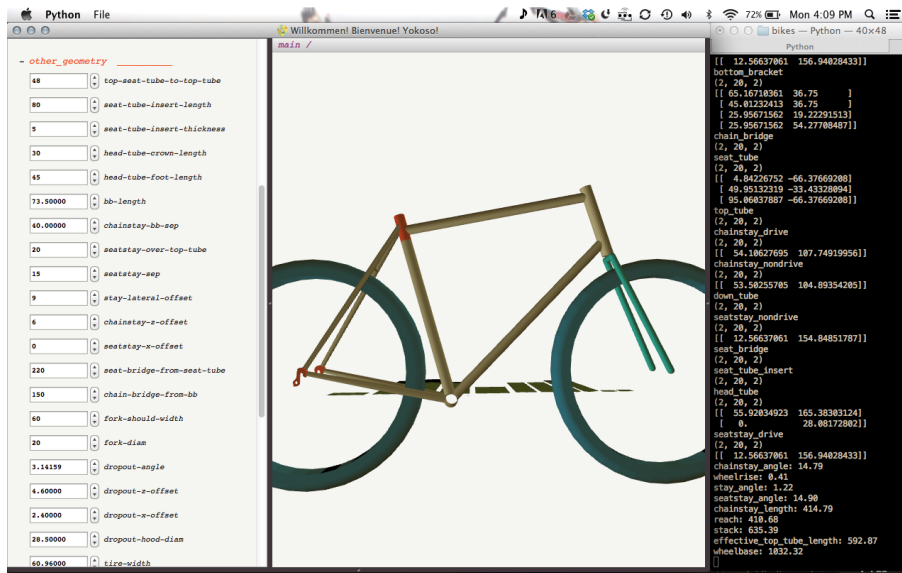 Python File
6
72%
Mon 4:09 PM
Willkommen! Bienvenue! Yokoso!
bikes — Python — 40×48
main /
Python
- other_geometry
48 top-seat-tube-to-top-tube
80 seat-tube-insert-length
5 seat-tube-insert-thickness
30 head-tube-crown-length
45 head-tube-foot-length
73.50000 bb-length
40.00000 chainstay-bb-sep
20 seatstay-over-top-tube
15 seatstay-sep
9 stay-lateral-offset
6 chainstay-z-offset
0 seatstay-x-offset
220 seat-bridge-from-seat-tube
150 chain-bridge-from-bb
60 fork-should-width
20 fork-diam
3.14159 dropout-angle
4.60000 dropout-z-offset
2.40000 dropout-x-offset
28.50000 dropout-hood-diam
60.96000 tire-width
[[ 12.56637061 156.94028433]]
bottom_bracket
(2, 20, 2)
[[ 65.16710361 36.75 ]
[ 45.01232413 36.75 ]
[ 25.95671562 19.22291513]
[ 25.95671562 54.27708487]]
chain_bridge
(2, 20, 2)
seat_tube
(2, 20, 2)
[[ 4.84226752 -66.37669208]
[ 49.95132319 -33.43328094]
[ 95.06037887 -66.37669208]]
top_tube
(2, 20, 2)
chainstay_drive
(2, 20, 2)
[[ 54.10627695 107.74919956]]
chainstay_nondrive
(2, 20, 2)
[[ 53.50255705 104.89354205]]
down_tube
(2, 20, 2)
seatstay_nondrive
(2, 20, 2)
[[ 12.56637061 154.84851787]]
seat_bridge
(2, 20, 2)
seat_tube_insert
(2, 20, 2)
head_tube
(2, 20, 2)
[[ 55.92034923 165.38303124]
[ 0. 28.08172802]]
seatstay_drive
(2, 20, 2)
[[ 12.56637061 156.94028433]]
chainstay_angle: 14.79
wheelrise: 0.41
stay_angle: 1.22
seatstay_angle: 14.90
chainstay_length: 414.79
reach: 410.68
stack: 635.39
effective_top_tube_length: 592.87
wheelbase: 1032.32